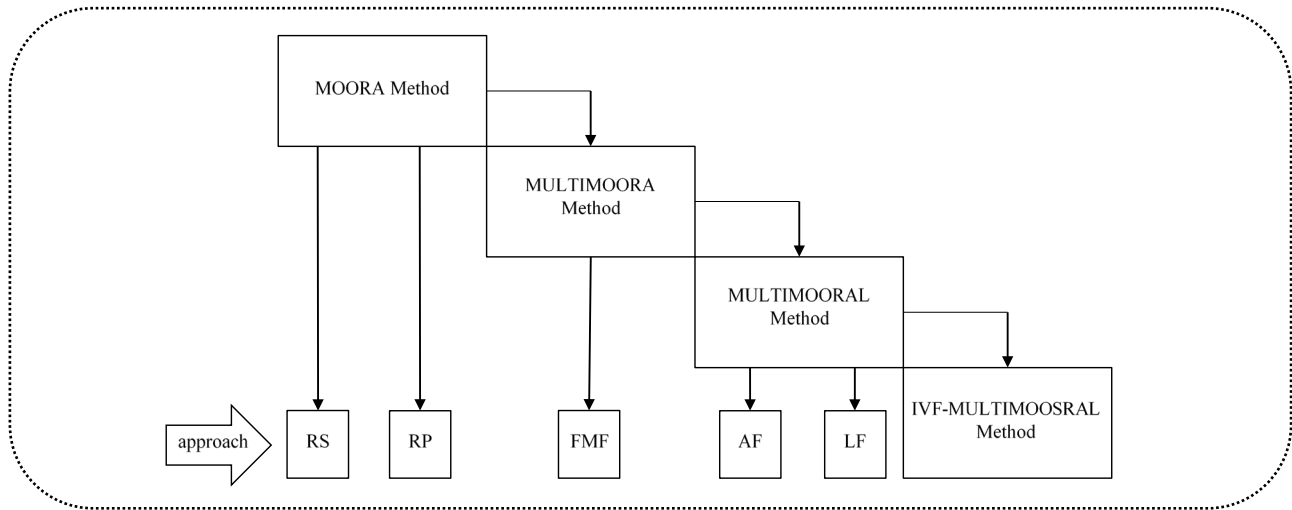 MOORA Method
MULTIMOORA
Method
MULTIMOORAL
Method
IVF-MULTIMOOSRAL
Method
approach
RS
RP
FMF
AF
LF